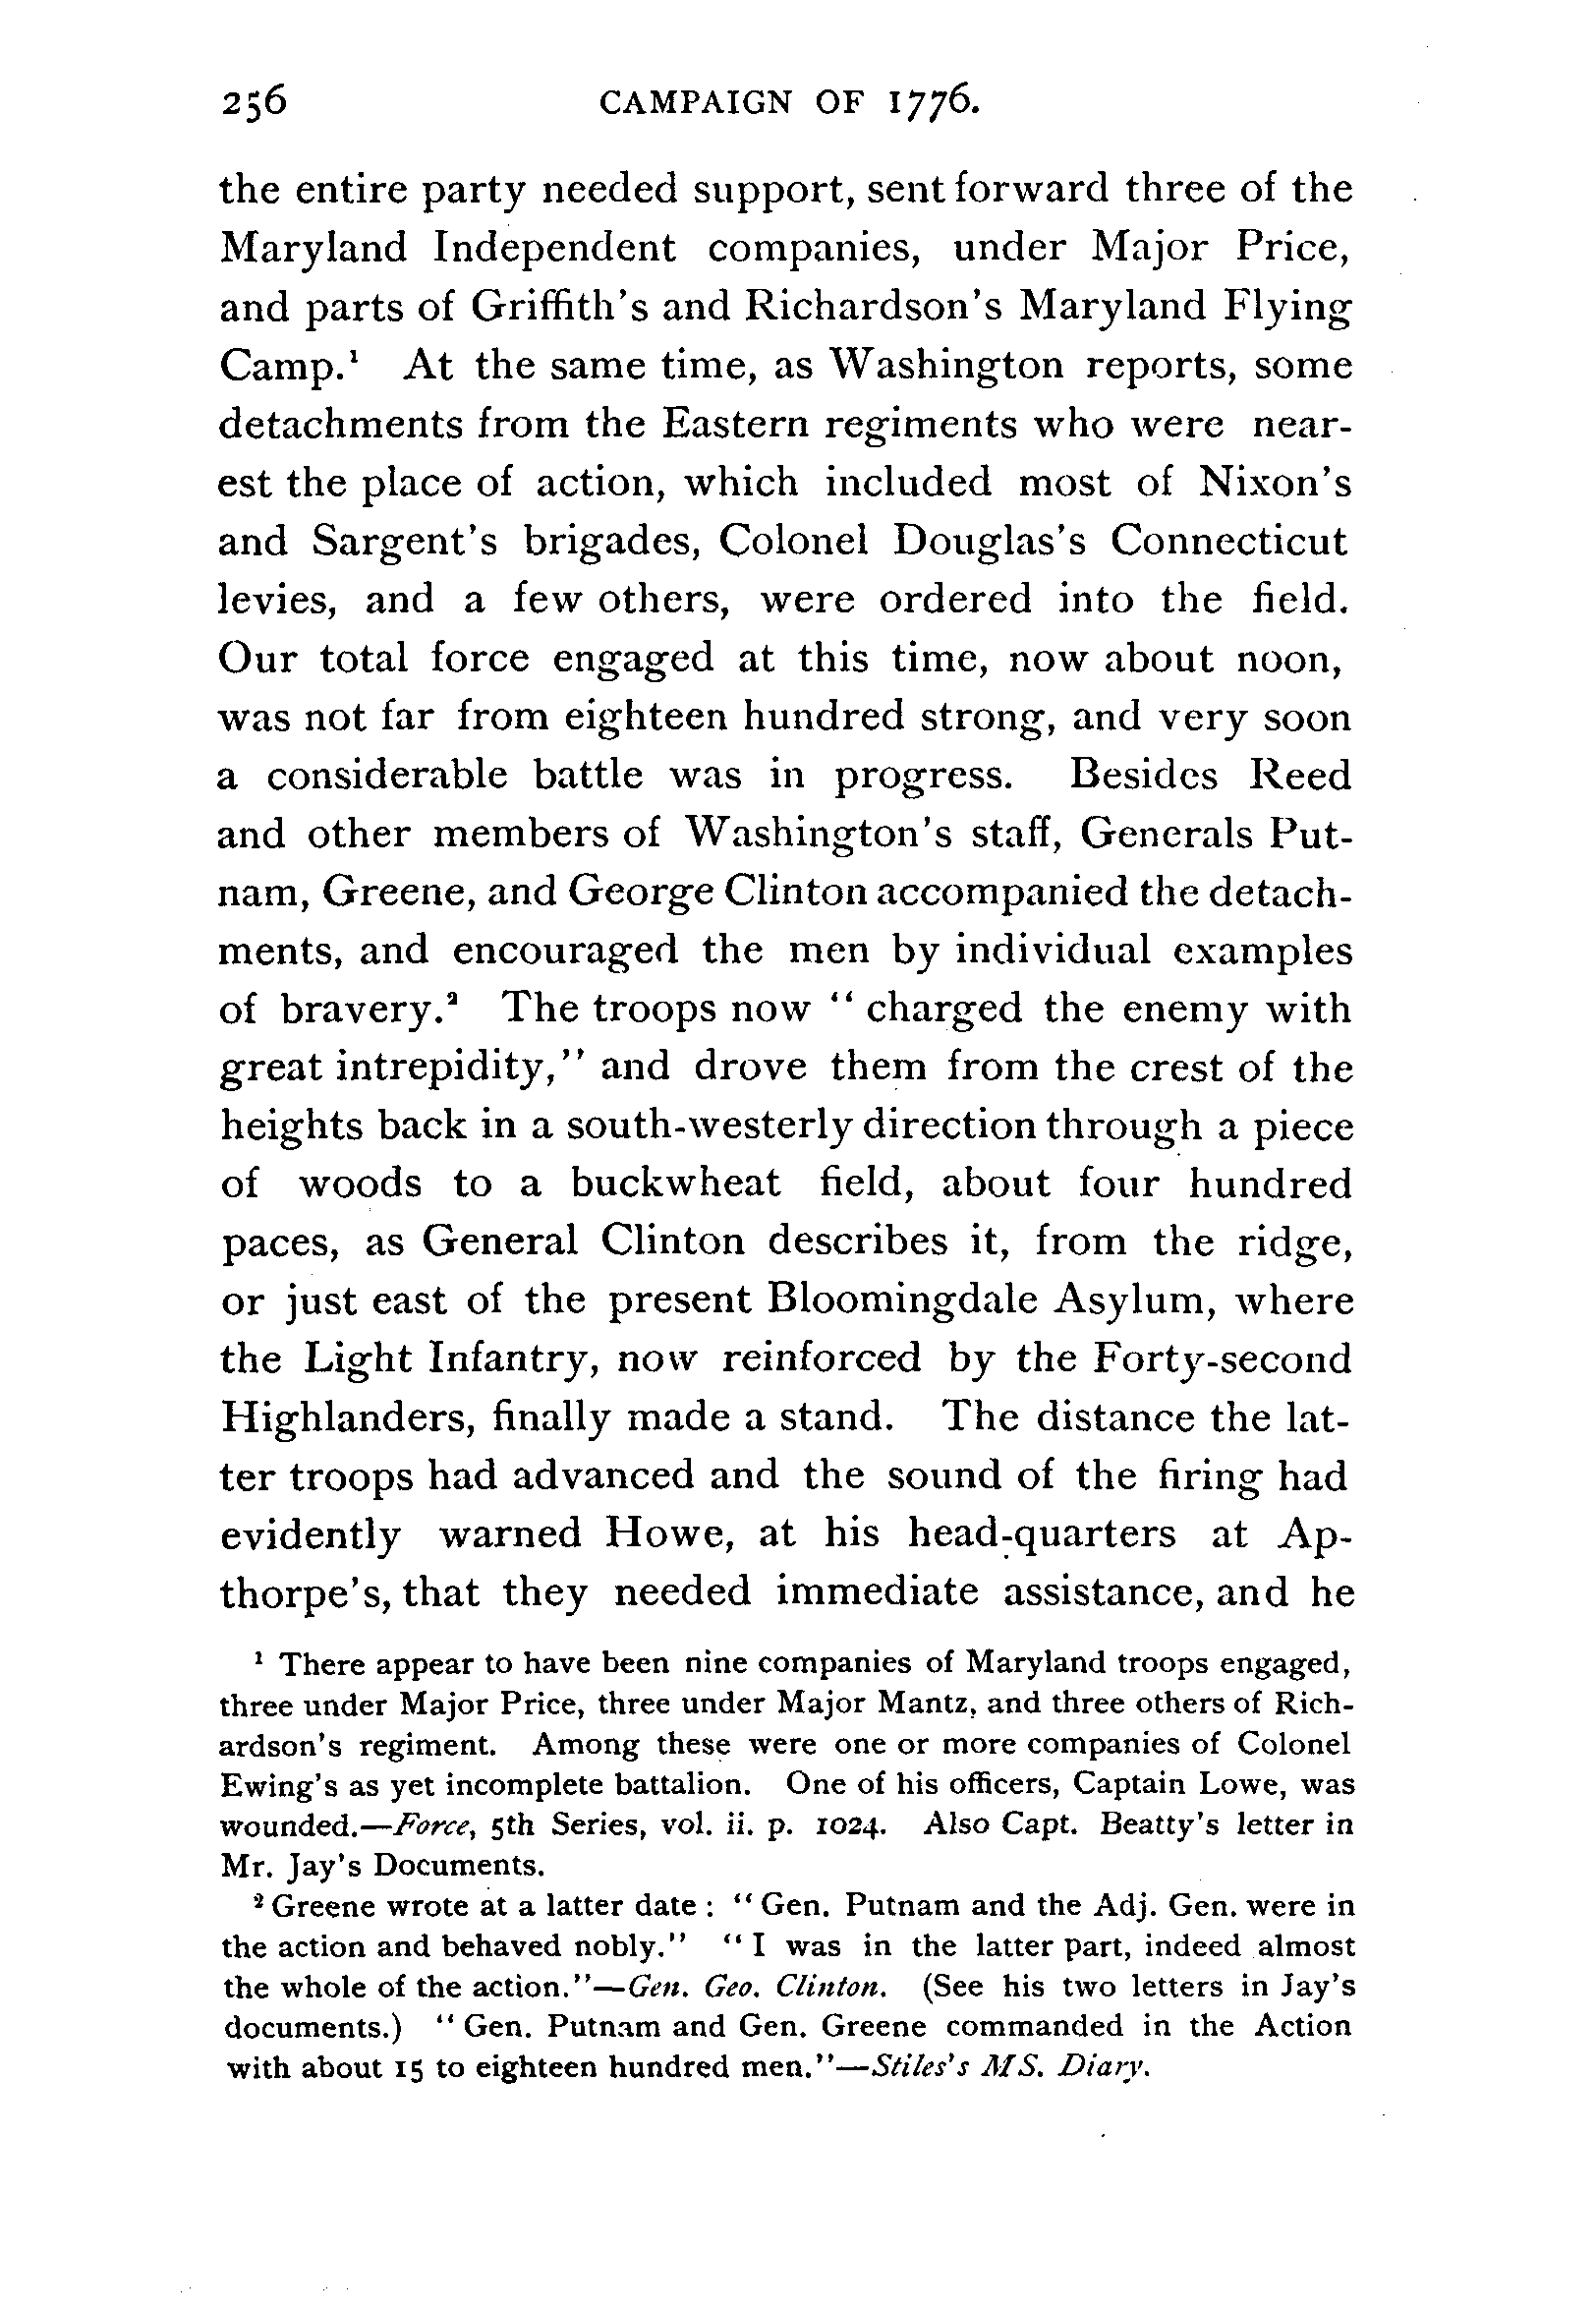 256 CAMPAIGN OF 1776.
the entire party needed support, sent forward three of the
Maryland Independent companies, under Major Price,
and parts of Griffith's and Richardson's Maryland Flying
Camp.¹ At the same time, as Washington reports, some
detachments from the Eastern regiments who were near-
est the place of action, which included most of Nixon's
and Sargent's brigades, Colonel Douglas's Connecticut
levies, and a few others, were ordered into the field.
Our total force engaged at this time, now about noon,
was not far from eighteen hundred strong, and very soon
a considerable battle was in progress. Besides Reed
and other members of Washington's staff, Generals Put-
nam, Greene, and George Clinton accompanied the detach-
ments, and encouraged the men by individual examples
of bravery.² The troops now " charged the enemy with
great intrepidity," and drove them from the crest of the
heights back in a south-westerly direction through a piece
of woods to a buckwheat field, about four hundred
paces, as General Clinton describes it, from the ridge,
or just east of the present Bloomingdale Asylum, where
the Light Infantry, now reinforced by the Forty-second
Highlanders, finally made a stand. The distance the lat-
ter troops had advanced and the sound of the firing had
evidently warned Howe, at his head-quarters at Ap-
thorpe's, that they needed immediate assistance, and he
¹ There appear to have been nine companies of Maryland troops engaged,
three under Major Price, three under Major Mantz, and three others of Rich-
ardson's regiment. Among these were one or more companies of Colonel
Ewing's as yet incomplete battalion. One of his officers, Captain Lowe, was
wounded.—Force, 5th Series, vol. ii. p. 1024. Also Capt. Beatty's letter in
Mr. Jay's Documents.
² Greene wrote at a latter date : " Gen. Putnam and the Adj. Gen. were in
the action and behaved nobly." " I was in the latter part, indeed almost
the whole of the action."—Gen. Geo. Clinton. (See his two letters in Jay's
documents.) " Gen. Putnam and Gen. Greene commanded in the Action
with about 15 to eighteen hundred men."—Stiles's MS. Diary.